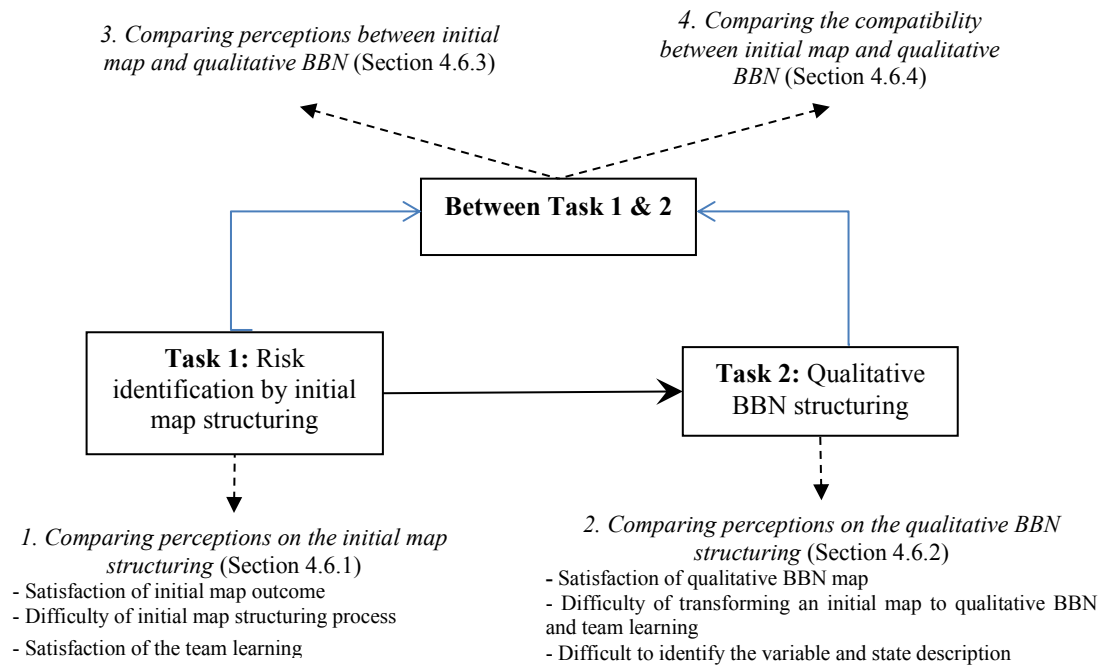 3. Comparing perceptions between initial
map and qualitative BBN (Section 4.6.3)
4. Comparing the compatibility
between initial map and qualitative
BBN (Section 4.6.4)
Between Task 1 & 2
Task 1: Risk
identification by initial
map structuring
Task 2: Qualitative
BBN structuring
1. Comparing perceptions on the initial map
structuring (Section 4.6.1)
- Satisfaction of initial map outcome
- Difficulty of initial map structuring process
- Satisfaction of the team learning
2. Comparing perceptions on the qualitative BBN
structuring (Section 4.6.2)
- Satisfaction of qualitative BBN map
- Difficulty of transforming an initial map to qualitative BBN
and team learning
- Difficult to identify the variable and state description